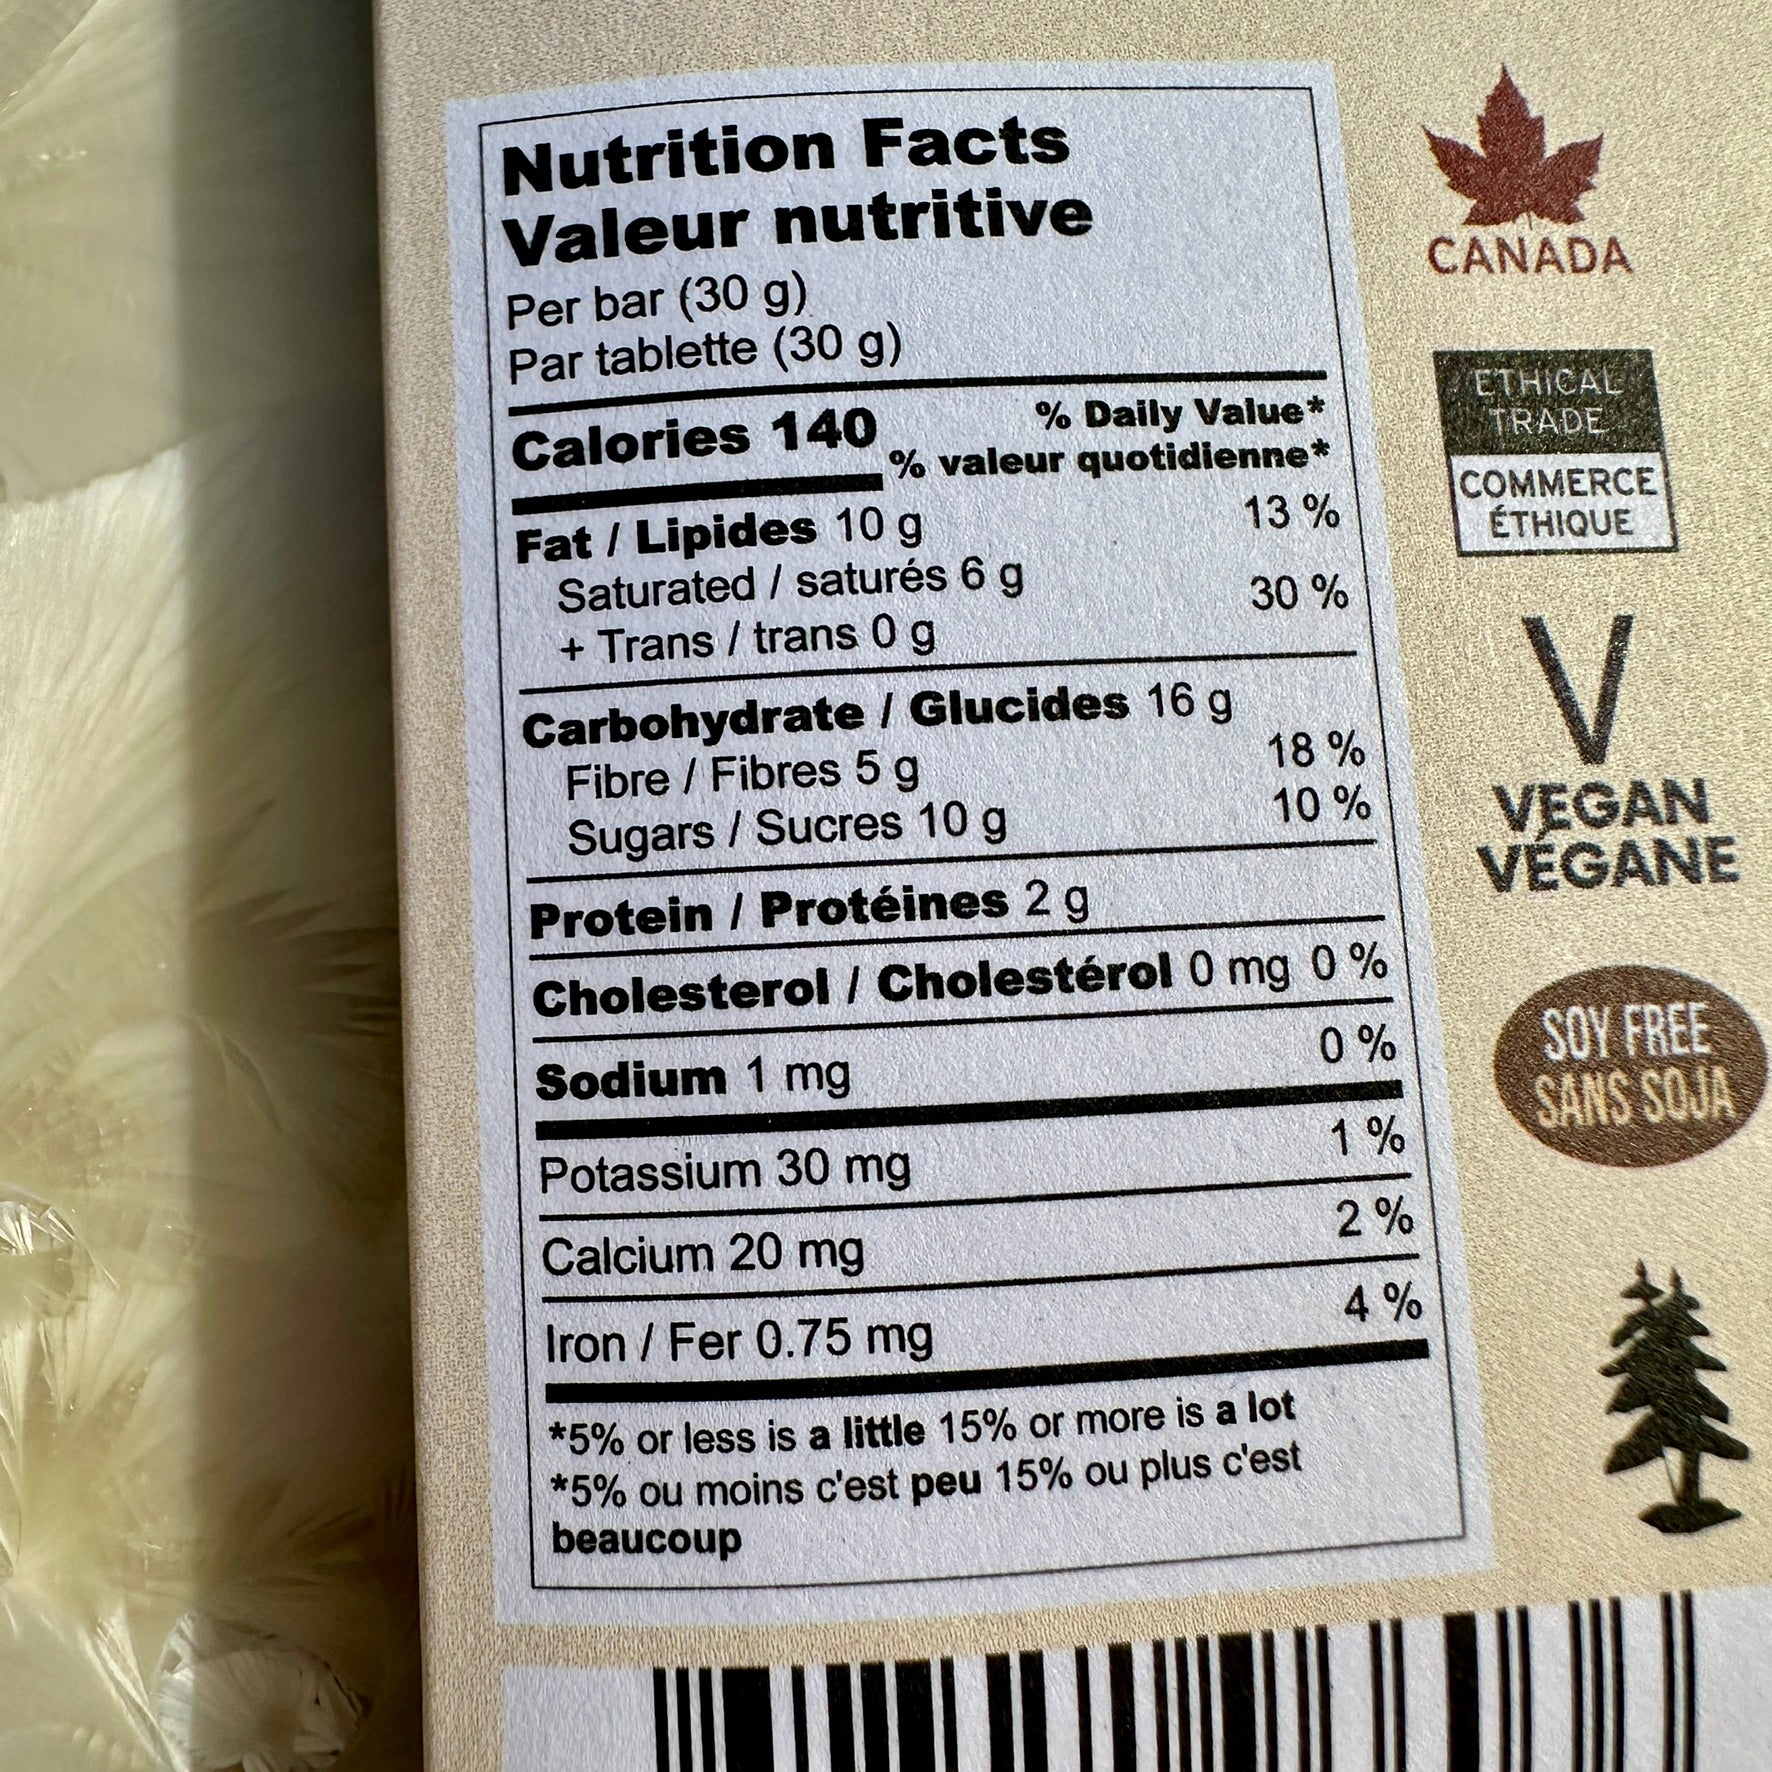 Nutrition Facts
Valeur nutritive
Per bar (30 g)
Par tablette (30 g)
Calories 140
% Daily Value*
% valeur quotidienne*
Fat / Lipides 10 g 13 %
Saturated / saturés 6 g
+ Trans / trans 0 g
30 %
Carbohydrate / Glucides 16 g
Fibre / Fibres 5 g 18 %
Sugars / Sucres 10 g 10 %
Protein / Protéines 2 g
Cholesterol / Cholestérol 0 mg 0 %
Sodium 1 mg 0 %
Potassium 30 mg 1 %
Calcium 20 mg 2 %
Iron / Fer 0.75 mg 4 %
*5% or less is a little 15% or more is a lot
*5% ou moins c'est peu 15% ou plus c'est
beaucoup
CANADA
ETHICAL
TRADE
COMMERCE
ÉTHIQUE
V
VEGAN
VÉGANE
SOY FREE
SANS SOJA